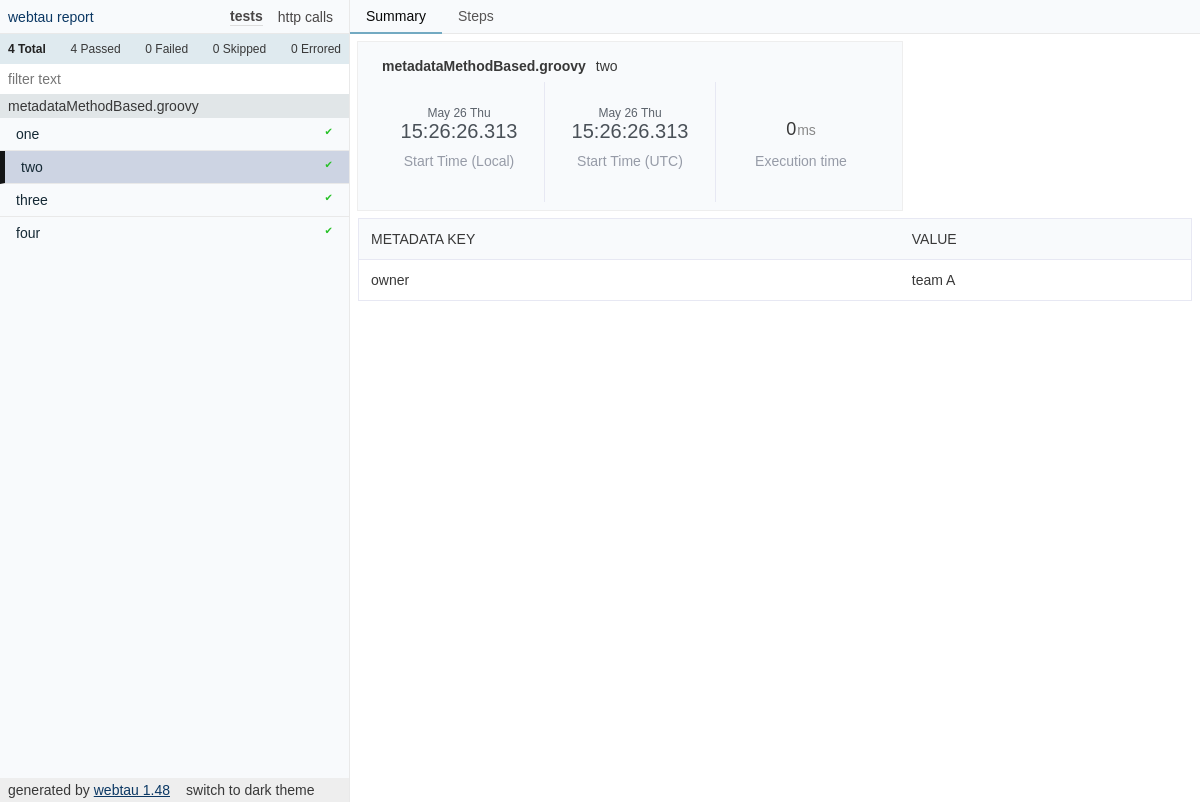 webtau report tests http calls
4 Total 4 Passed 0 Failed 0 Skipped 0 Errored
filter text
metadataMethodBased.groovy
one ✔
two ✔
three ✔
four ✔
generated by webtau 1.48 switch to dark theme
Summary Steps
metadataMethodBased.groovy two
May 26 Thu
15:26:26.313
Start Time (Local)
May 26 Thu
15:26:26.313
Start Time (UTC)
0ms
Execution time
METADATA KEY VALUE
owner team A